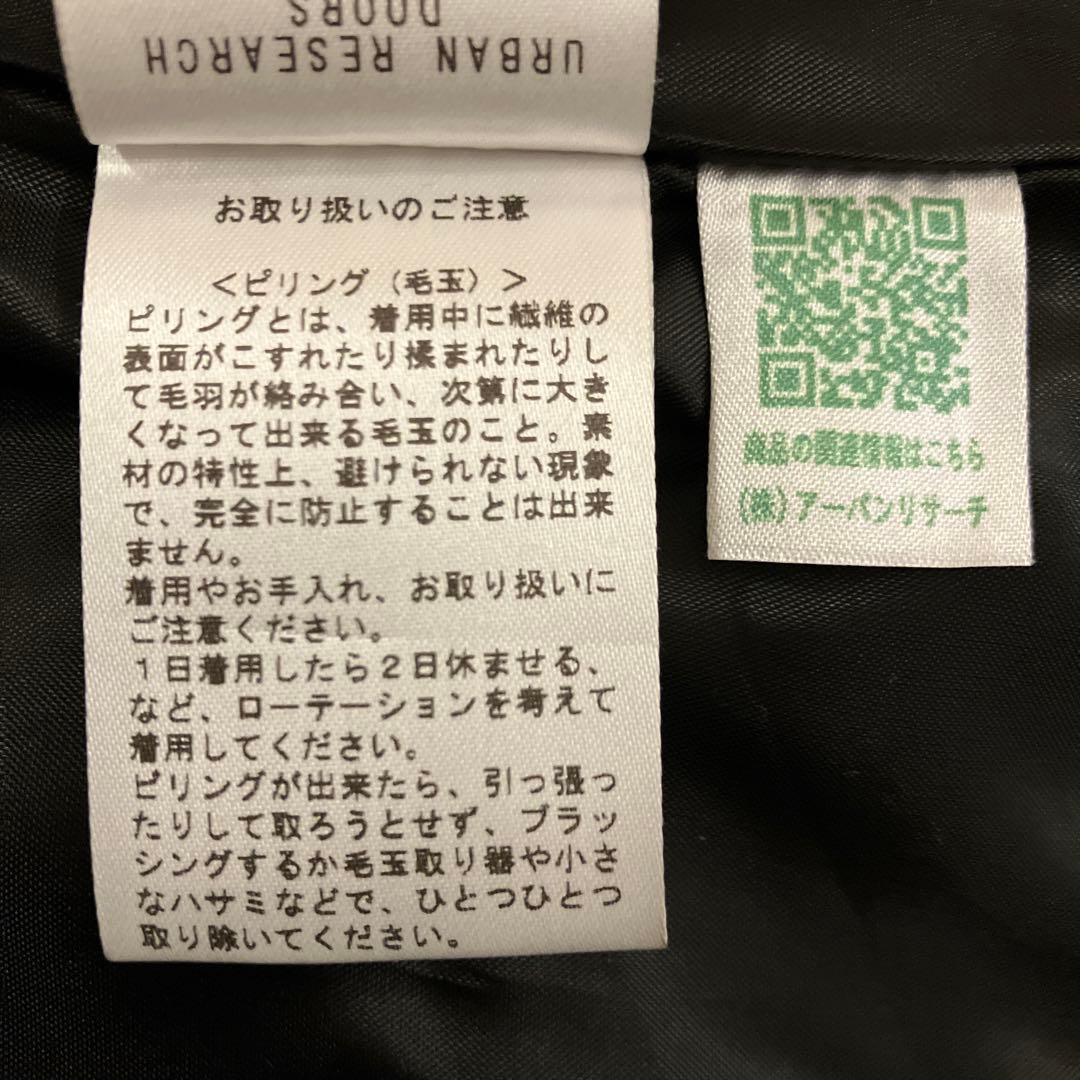 URBAN RESEARCH
DOORS
お取り扱いのご注意
＜ピリング（毛玉）＞
ピリングとは、着用中に繊維の
表面がこすれたり揉まれたりし
て毛羽が絡み合い、次第に大き
くなって出来る毛玉のこと。素
材の特性上、避けられない現象
で、完全に防止することは出来
ません。
着用やお手入れ、お取り扱いに
ご注意ください。
１日着用したら２日休ませる、
など、ローテーションを考えて
着用してください。
ピリングが出来たら、引っ張っ
たりして取ろうとせず、ブラッ
シングするか毛玉取り器や小さ
なハサミなどで、ひとつひとつ
取り除いてください。
商品の関連情報はこちら
(株)アーバンリサーチ